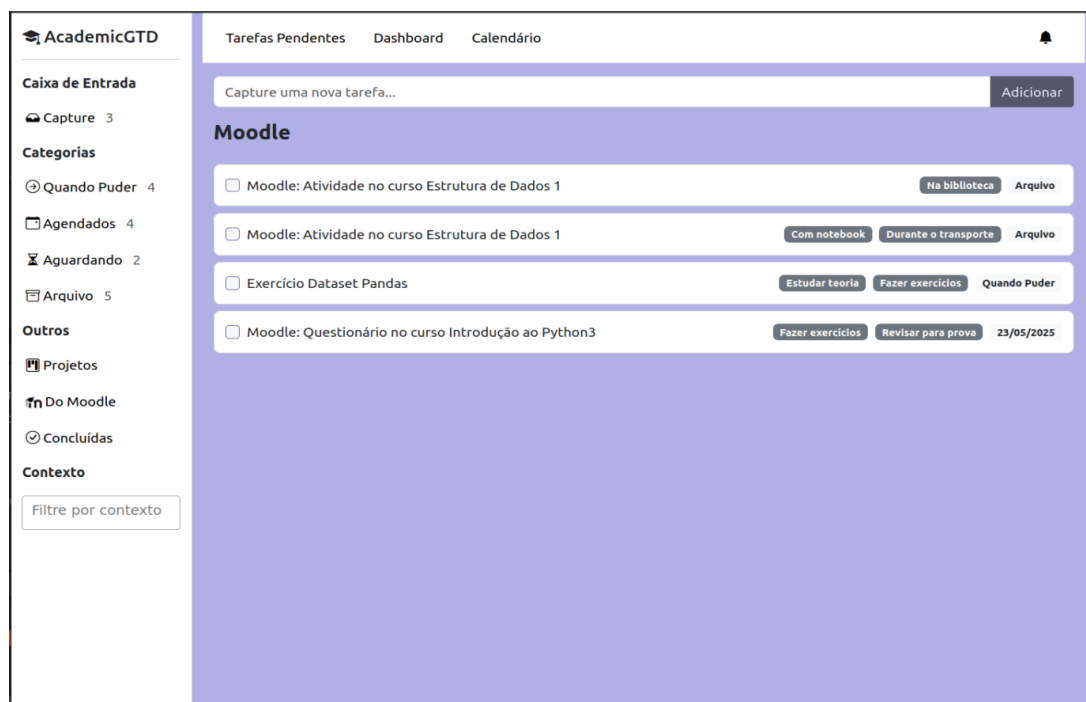 AcademicGTD
Caixa de Entrada
Capture 3
Categorias
Quando Puder 4
Agendados 4
Aguardando 2
Arquivo 5
Outros
Projetos
Do Moodle
Concluídas
Contexto
Filtre por contexto
Tarefas Pendentes Dashboard Calendário
Capture uma nova tarefa... Adicionar
Moodle
Moodle: Atividade no curso Estrutura de Dados 1 Na biblioteca Arquivo
Moodle: Atividade no curso Estrutura de Dados 1 Com notebook Durante o transporte Arquivo
Exercício Dataset Pandas Estudar teoria Fazer exercícios Quando Puder
Moodle: Questionário no curso Introdução ao Python3 Fazer exercícios Revisar para prova 23/05/2025